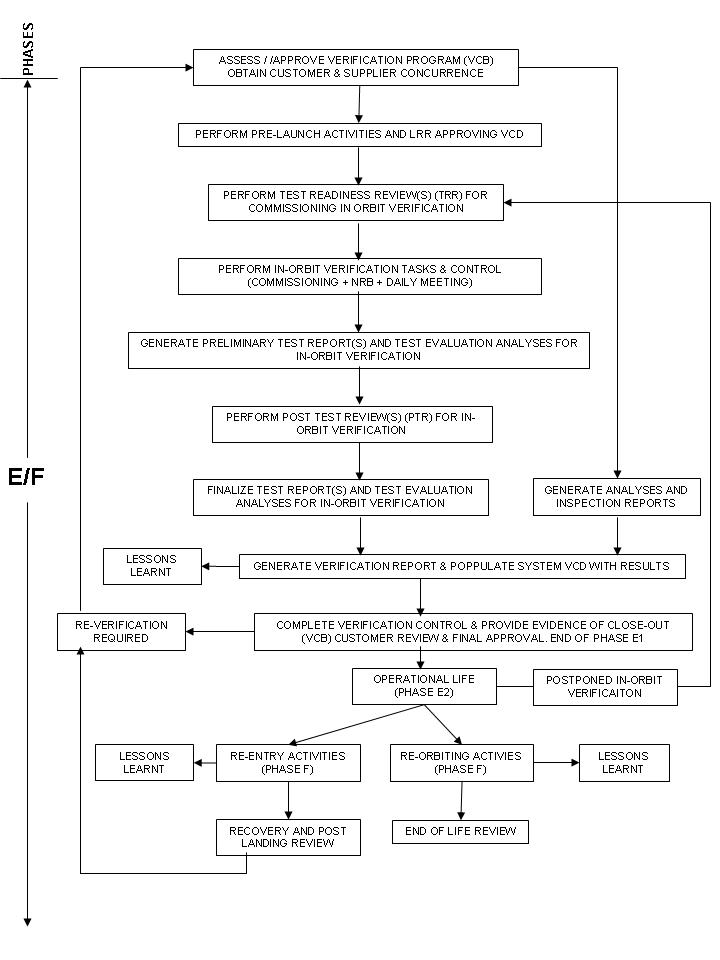 PHASES
ASSESS / /APPROVE VERIFICATION PROGRAM (VCB)
OBTAIN CUSTOMER & SUPPLIER CONCURRENCE
PERFORM PRE-LAUNCH ACTIVITIES AND LRR APPROVING VCD
PERFORM TEST READINESS REVIEW(S) (TRR) FOR
COMMISSIONING IN ORBIT VERIFICATION
PERFORM IN-ORBIT VERIFICATION TASKS & CONTROL
(COMMISSIONING + NRB + DAILY MEETING)
GENERATE PRELIMINARY TEST REPORT(S) AND TEST EVALUATION ANALYSES FOR
IN-ORBIT VERIFICATION
PERFORM POST TEST REVIEW(S) (PTR) FOR IN-
ORBIT VERIFICATION
E/F
FINALIZE TEST REPORT(S) AND TEST EVALUATION
ANALYSES FOR IN-ORBIT VERIFICATION
GENERATE ANALYSES AND
INSPECTION REPORTS
LESSONS
LEARNT
GENERATE VERIFICATION REPORT & POPPULATE SYSTEM VCD WITH RESULTS
RE-VERIFICATION
REQUIRED
COMPLETE VERIFICATION CONTROL & PROVIDE EVIDENCE OF CLOSE-OUT
(VCB) CUSTOMER REVIEW & FINAL APPROVAL. END OF PHASE E1
OPERATIONAL LIFE
(PHASE E2)
POSTPONED IN-ORBIT
VERIFICAITON
LESSONS
LEARNT
RE-ENTRY ACTIVITIES
(PHASE F)
RE-ORBITING ACTIVIES
(PHASE F)
LESSONS
LEARNT
RECOVERY AND POST
LANDING REVIEW
END OF LIFE REVIEW